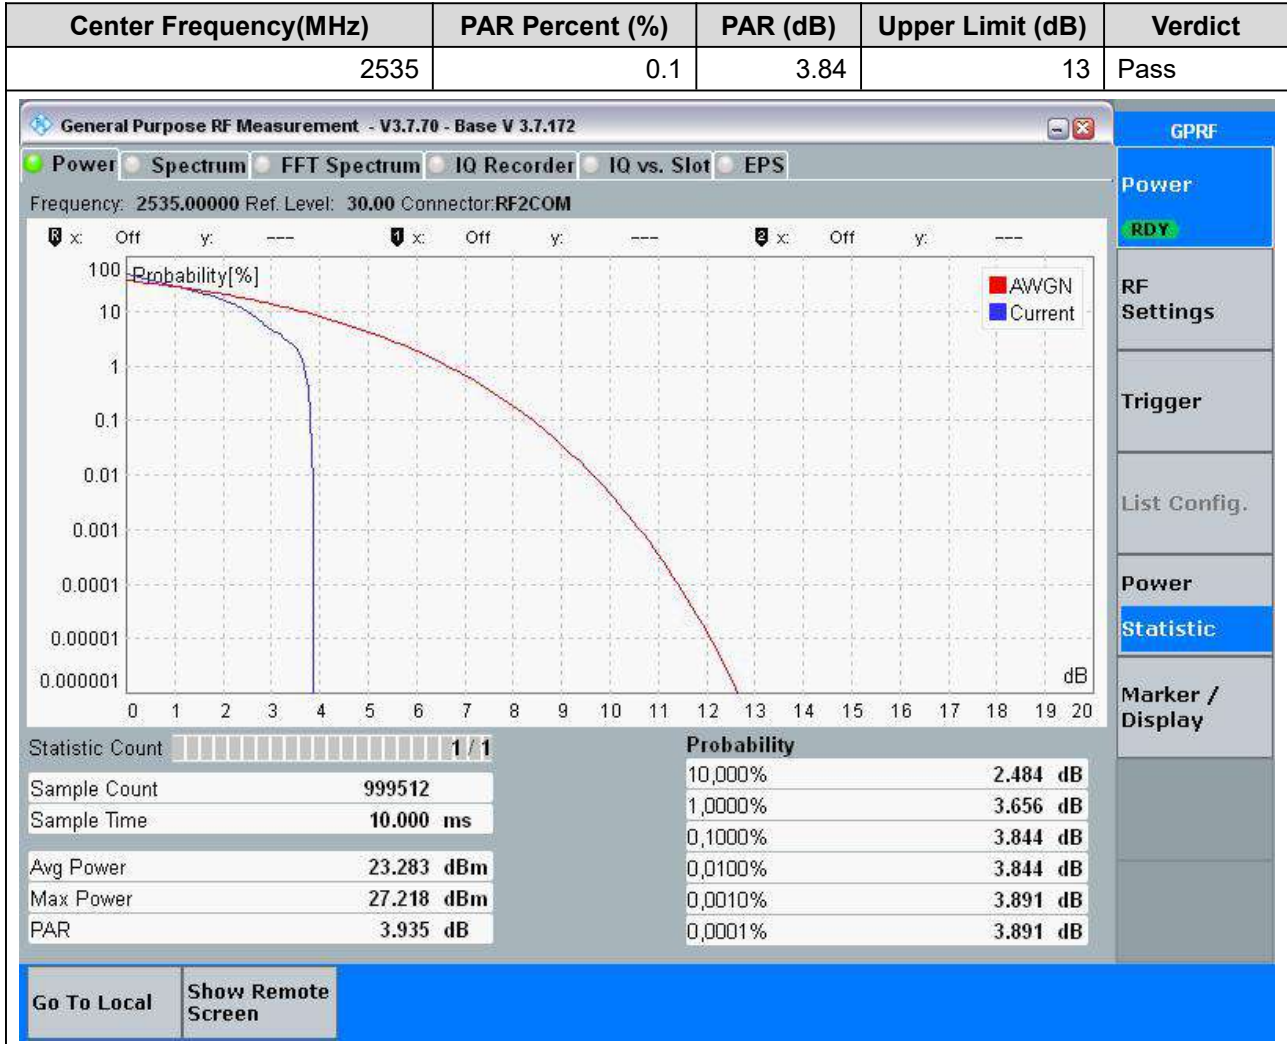 Center Frequency(MHz) PAR Percent (%) PAR (dB) Upper Limit (dB) Verdict
2535 0.1 3.84 13 Pass
General Purpose RF Measurement - V3.7.70 - Base V 3.7.172
GPRF
Power Spectrum FFT Spectrum IQ Recorder IQ vs. Slot EPS
Frequency: 2535.00000 Ref. Level: 30.00 Connector:RF2COM
R x: Off y: --- 1 x: Off y: --- 2 x: Off y: ---
Probability[%]
AWGN
Current
100
10
1
0.1
0.01
0.001
0.0001
0.00001
0.000001
dB
0 1 2 3 4 5 6 7 8 9 10 11 12 13 14 15 16 17 18 19 20
Statistic Count 1 / 1
Sample Count 999512
Sample Time 10.000 ms
Avg Power 23.283 dBm
Max Power 27.218 dBm
PAR 3.935 dB
Probability
10,000% 2.484 dB
1,0000% 3.656 dB
0,1000% 3.844 dB
0,0100% 3.844 dB
0,0010% 3.891 dB
0,0001% 3.891 dB
Power
RDY
RF
Settings
Trigger
List Config.
Power
Statistic
Marker /
Display
Go To Local
Show Remote
Screen